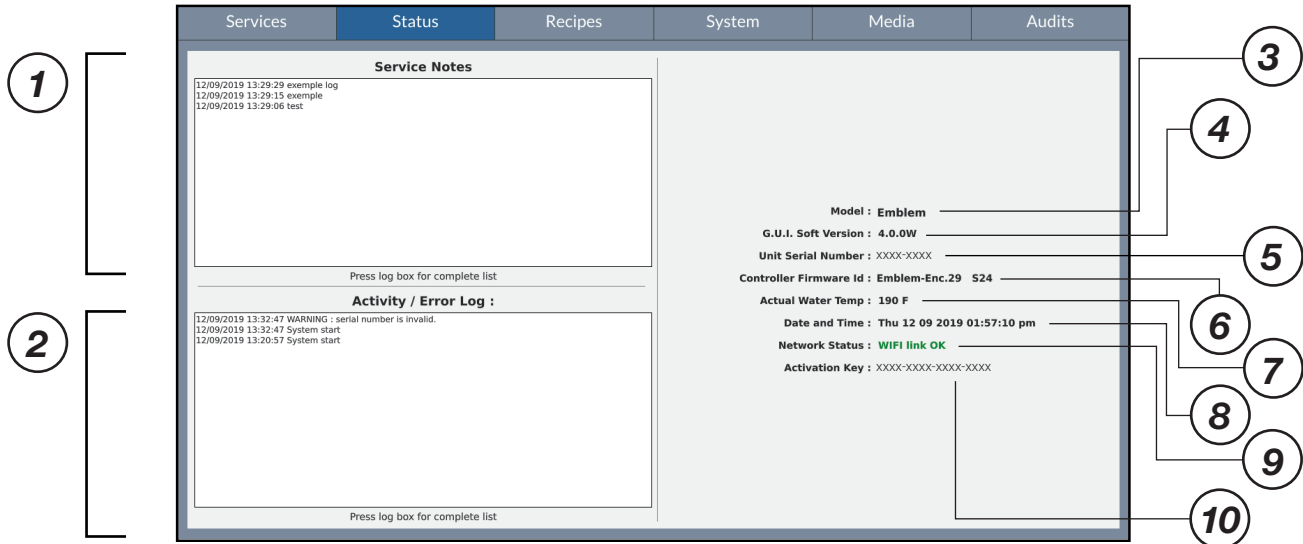 Services Status Recipes System Media Audits
1
Service Notes
12/09/2019 13:29:29 exemple log
12/09/2019 13:29:15 exemple
12/09/2019 13:29:06 test
Press log box for complete list
2
Activity / Error Log :
12/09/2019 13:32:47 WARNING : serial number is invalid.
12/09/2019 13:32:47 System start
12/09/2019 13:20:57 System start
Press log box for complete list
Model : Emblem
G.U.I. Soft Version : 4.0.0W
Unit Serial Number : XXXX-XXXX
Controller Firmware Id : Emblem-Enc.29 S24
Actual Water Temp : 190 F
Date and Time : Thu 12 09 2019 01:57:10 pm
Network Status : WIFI link OK
Activation Key : XXXX-XXXX-XXXX-XXXX
3
4
5
6
7
8
9
10